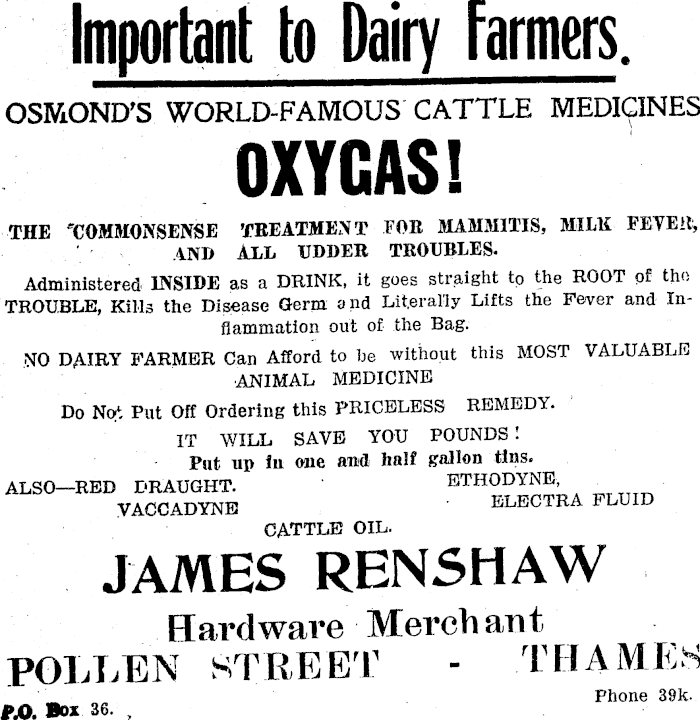 Important to Dairy Farmers.
OSMOND'S WORLD-FAMOUS CATTLE MEDICINES
OXYGAS!
THE COMMONSENSE TREATMENT FOR MAMMITIS, MILK FEVER,
AND ALL UDDER TROUBLES.
Administered INSIDE as a DRINK, it goes straight to the ROOT of the
TROUBLE, Kills the Disease Germ and Literally Lifts the Fever and In-
flammation out of the Bag.
NO DAIRY FARMER Can Afford to be without this MOST VALUABLE
ANIMAL MEDICINE
Do Not Put Off Ordering this PRICELESS REMEDY.
IT WILL SAVE YOU POUNDS!
Put up in one and half gallon tins.
ALSO—RED DRAUGHT. ETHODYNE,
VACCADYNE ELECTRA FLUID
CATTLE OIL.
JAMES RENSHAW
Hardware Merchant
POLLEN STREET - THAMES
P.O. Box 36. Phone 39k.